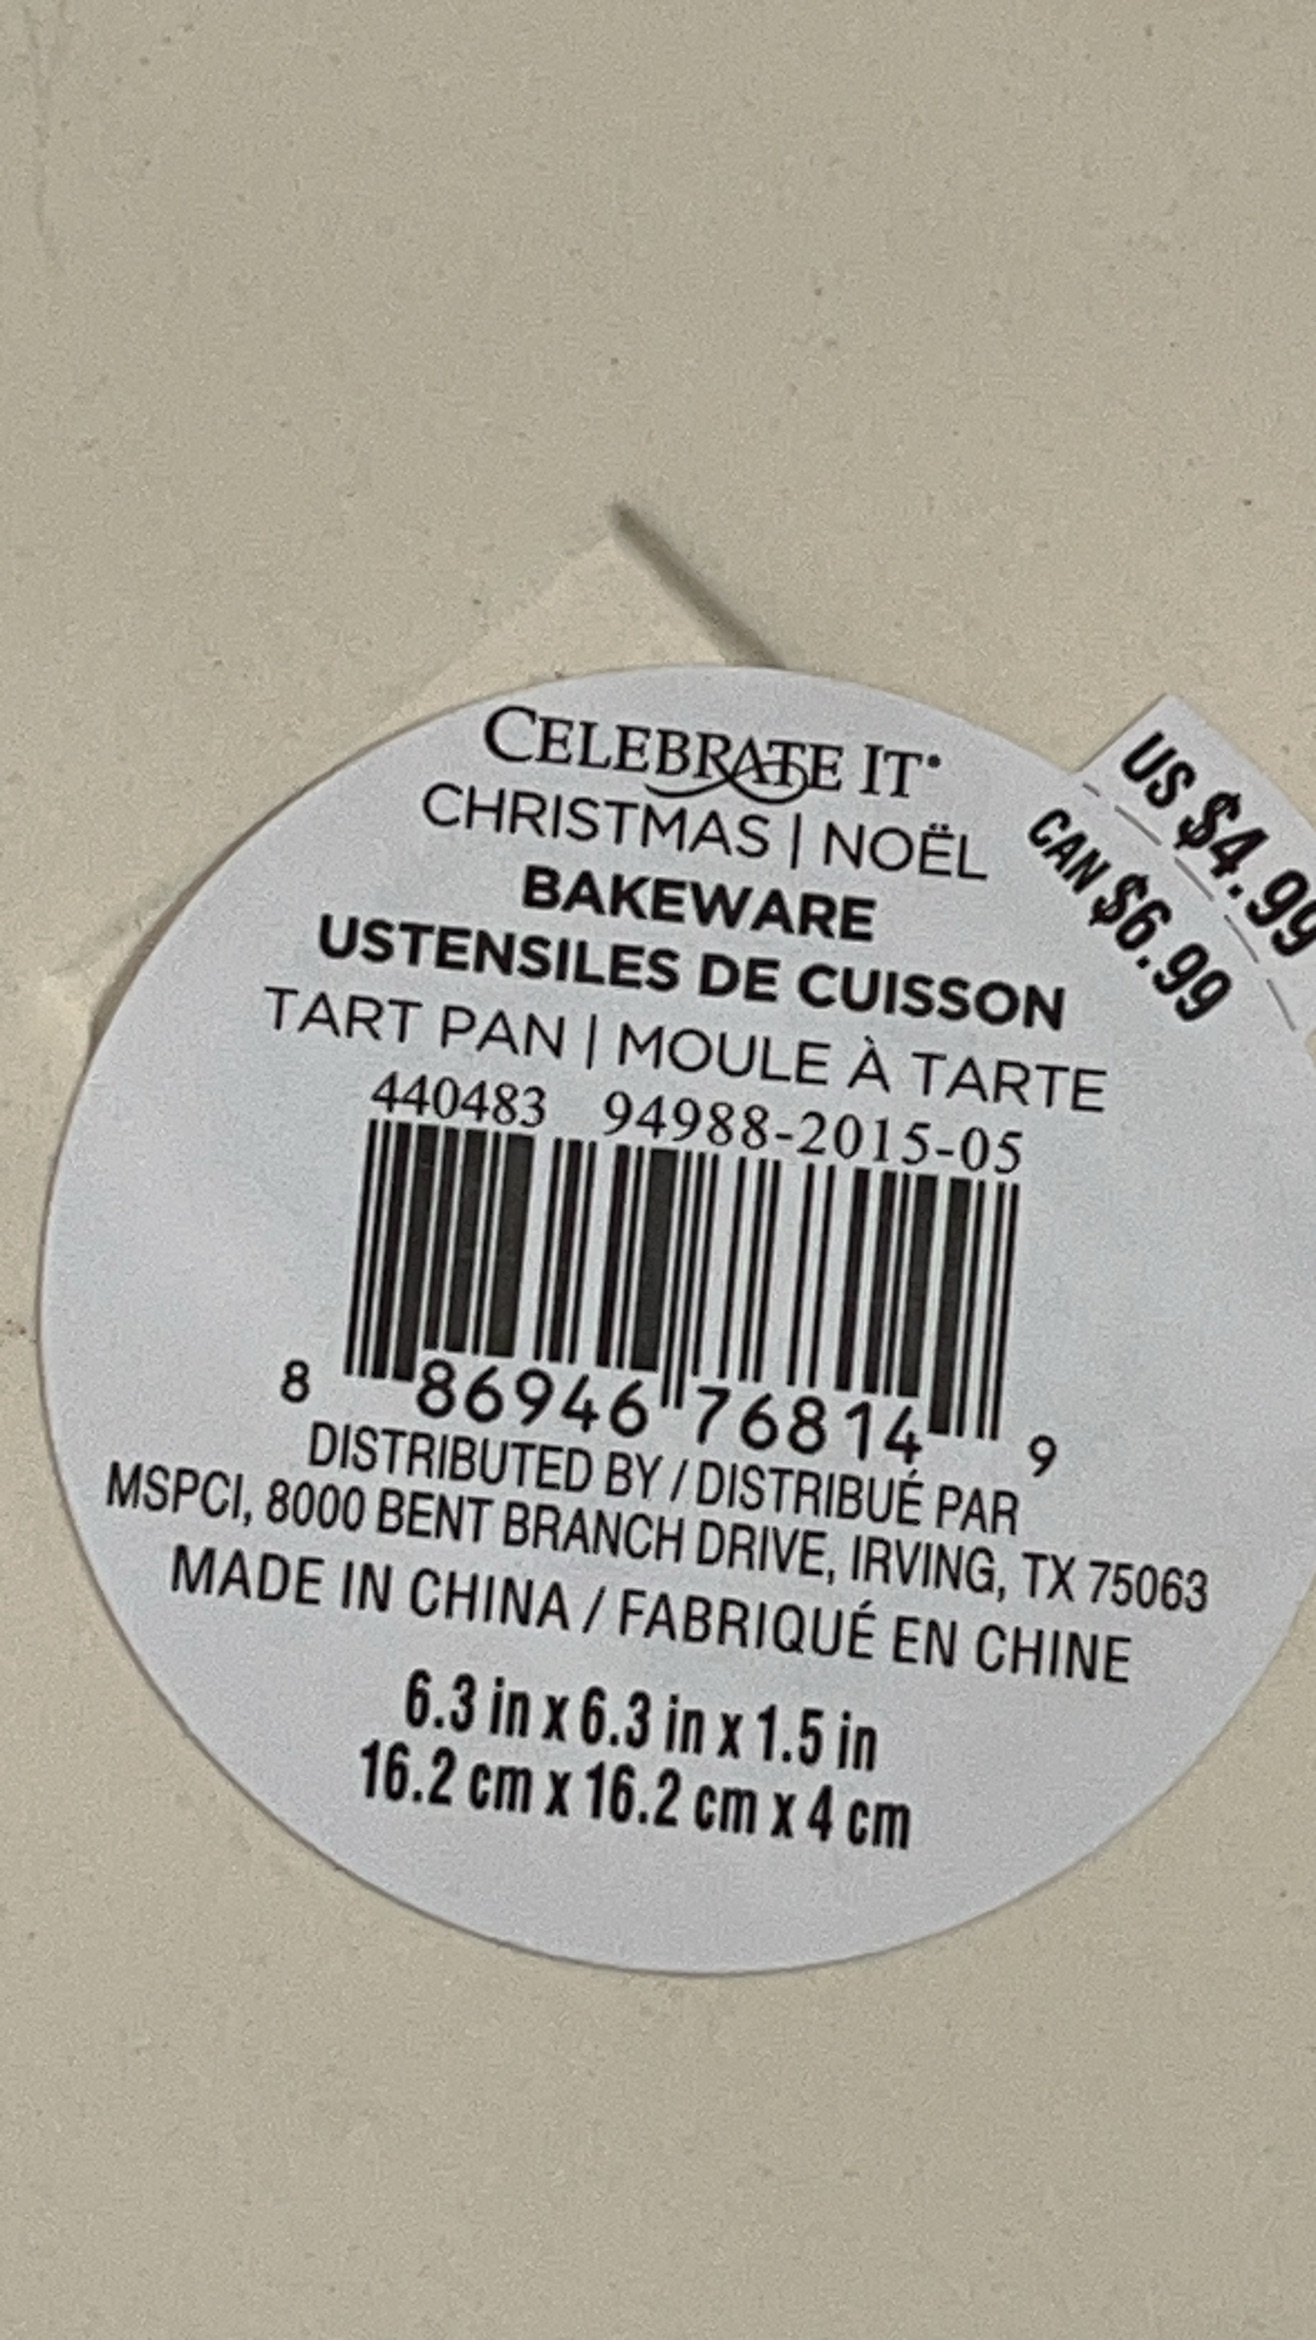 CELEBRATE IT
CHRISTMAS | NOËL
BAKEWARE
USTENSILES DE CUISSON
TART PAN | MOULE À TARTE
440483 94988-2015-05
8 86946 76814 9
DISTRIBUTED BY / DISTRIBUÉ PAR
MSPCI, 8000 BENT BRANCH DRIVE, IRVING, TX 75063
MADE IN CHINA / FABRIQUÉ EN CHINE
6.3 in x 6.3 in x 1.5 in
16.2 cm x 16.2 cm x 4 cm
US $4.99
CAN $6.99